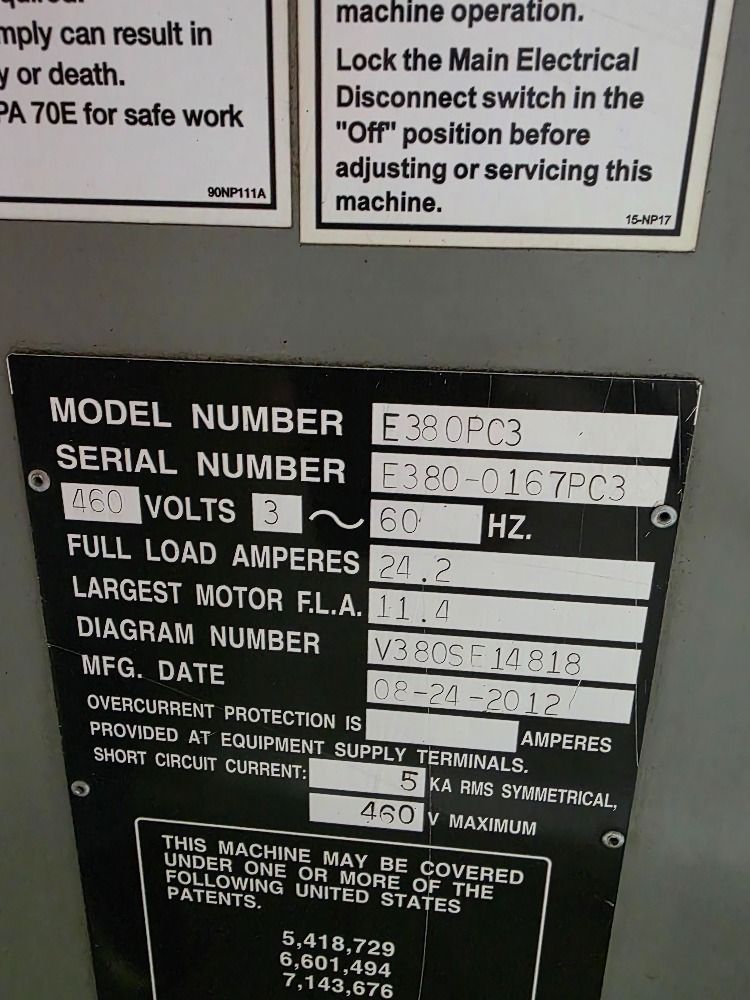 mply can result in
y or death.
PA 70E for safe work
90NP111A
machine operation.
Lock the Main Electrical
Disconnect switch in the
"Off" position before
adjusting or servicing this
machine.
15-NP17
MODEL NUMBER E380PC3
SERIAL NUMBER E380-0167PC3
460 VOLTS 3 ~ 60 HZ.
FULL LOAD AMPERES 24.2
LARGEST MOTOR F.L.A. 11.4
DIAGRAM NUMBER V380SE14818
MFG. DATE 08-24-2012
OVERCURRENT PROTECTION IS AMPERES
PROVIDED AT EQUIPMENT SUPPLY TERMINALS.
SHORT CIRCUIT CURRENT: 5 KA RMS SYMMETRICAL,
460 V MAXIMUM
THIS MACHINE MAY BE COVERED
UNDER ONE OR MORE OF THE
FOLLOWING UNITED STATES
PATENTS.
5,418,729
6,601,494
7,143,676